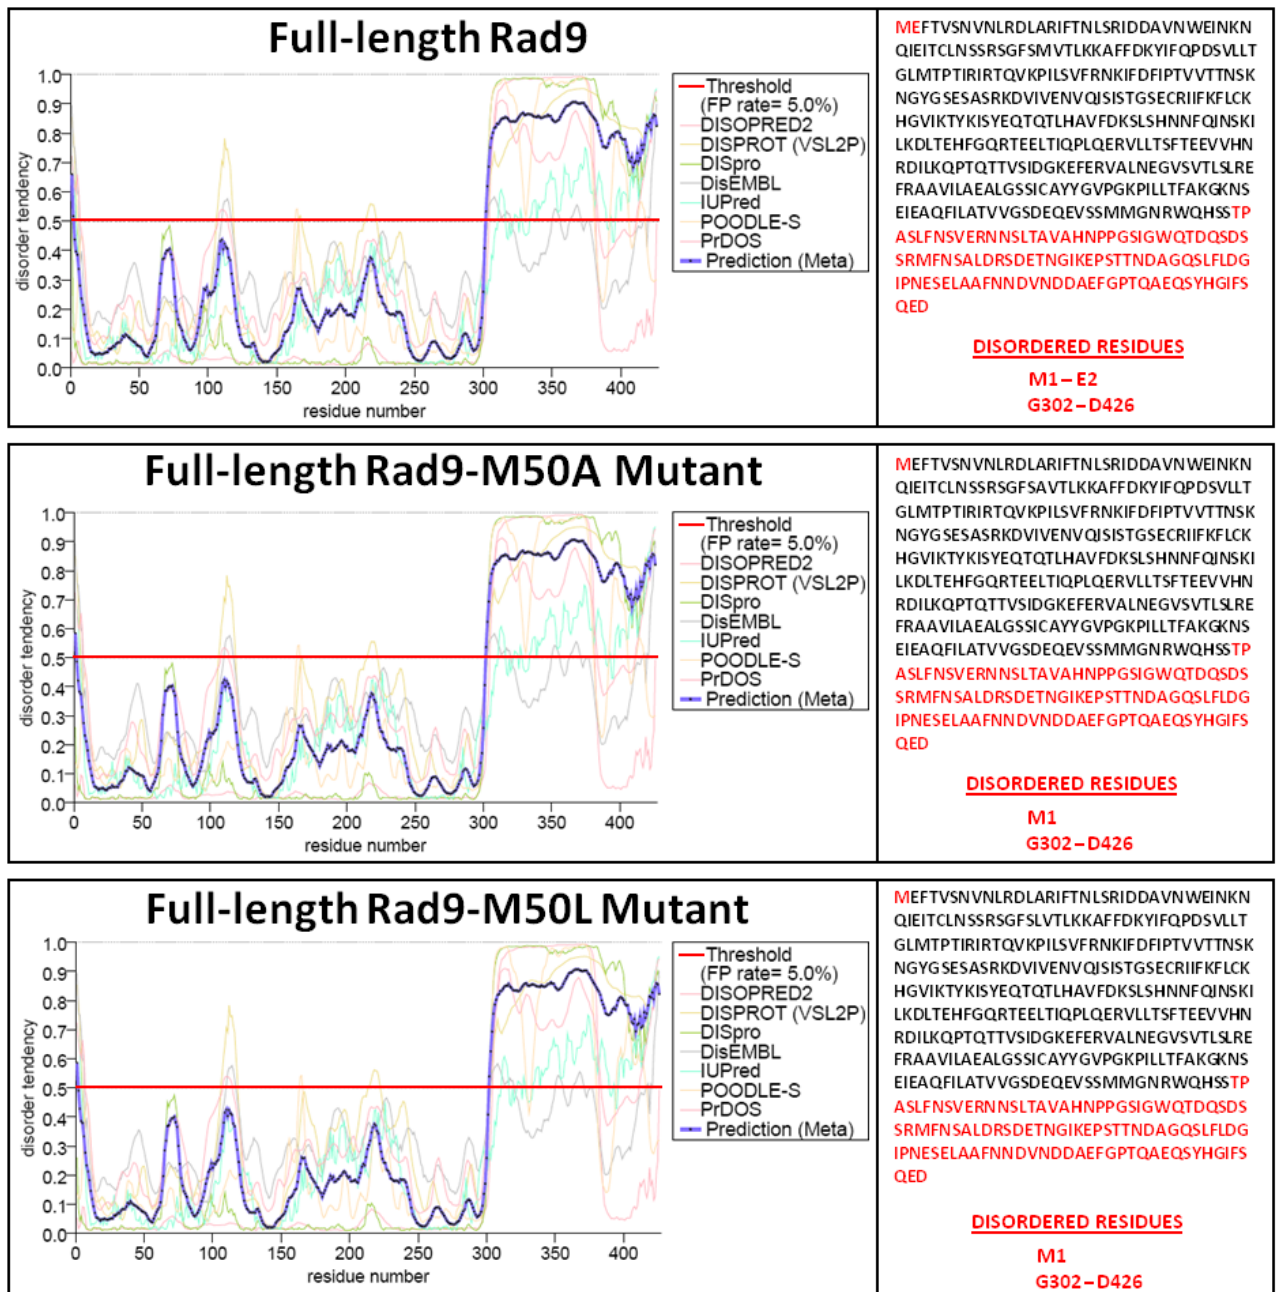 Full-length Rad9
1.0
0.9
0.8
0.7
0.6
0.5
0.4
0.3
0.2
0.1
0.0
disorder tendency
0 50 100 150 200 250 300 350 400
residue number
Threshold
(FP rate= 5.0%)
DISOPRED2
DISPROT (VSL2P)
DISpro
DisEMBL
IUPred
POODLE-S
PrDOS
Prediction (Meta)
MEFTVSNVNLRDLARIFTNLSRIDDAVNWEINKN
QIEITCLNSSRSGFSMVTLKKAFFDKYIFQPDSVLLT
GLMTPTIRIRTQVKPILSVFRNKIFDFIPTVVTTNSK
NGYGSESASRKDVIVENVQISISTGSECRIIFKFLCK
HGVIKTYKISYEQTQTLHAVFDKSLSHNNFQINSKI
LKDLTEHFGQRTEELTIQPLQERVLLTSFTEEVVHN
RDILKQPTQTTVSIDGKEFERVALNEGVSVTLSLRE
FRAAVILAEALGSSICAYYGVPGKPILLTFAKGKNS
EIEAQFILATVVGSDEQEVSSMMGNRWQHSSTP
ASLFNSVERNNSLTAVAHNPPGSIGWQTDQSDS
SRMFNSALDRSDETNGIKEPSTTNDAGQSLFLDG
IPNESELAAFNNDVNDDAEFGPTQAEQSYHGIFS
QED
DISORDERED RESIDUES
M1 – E2
G302 – D426
Full-length Rad9-M50A Mutant
1.0
0.9
0.8
0.7
0.6
0.5
0.4
0.3
0.2
0.1
0.0
disorder tendency
0 50 100 150 200 250 300 350 400
residue number
Threshold
(FP rate= 5.0%)
DISOPRED2
DISPROT (VSL2P)
DISpro
DisEMBL
IUPred
POODLE-S
PrDOS
Prediction (Meta)
MEFTVSNVNLRDLARIFTNLSRIDDAVNWEINKN
QIEITCLNSSRSGFSAVTLKKAFFDKYIFQPDSVLLT
GLMTPTIRIRTQVKPILSVFRNKIFDFIPTVVTTNSK
NGYGSESASRKDVIVENVQISISTGSECRIIFKFLCK
HGVIKTYKISYEQTQTLHAVFDKSLSHNNFQINSKI
LKDLTEHFGQRTEELTIQPLQERVLLTSFTEEVVHN
RDILKQPTQTTVSIDGKEFERVALNEGVSVTLSLRE
FRAAVILAEALGSSICAYYGVPGKPILLTFAKGKNS
EIEAQFILATVVGSDEQEVSSMMGNRWQHSSTP
ASLFNSVERNNSLTAVAHNPPGSIGWQTDQSDS
SRMFNSALDRSDETNGIKEPSTTNDAGQSLFLDG
IPNESELAAFNNDVNDDAEFGPTQAEQSYHGIFS
QED
DISORDERED RESIDUES
M1
G302 – D426
Full-length Rad9-M50L Mutant
1.0
0.9
0.8
0.7
0.6
0.5
0.4
0.3
0.2
0.1
0.0
disorder tendency
0 50 100 150 200 250 300 350 400
residue number
Threshold
(FP rate= 5.0%)
DISOPRED2
DISPROT (VSL2P)
DISpro
DisEMBL
IUPred
POODLE-S
PrDOS
Prediction (Meta)
MEFTVSNVNLRDLARIFTNLSRIDDAVNWEINKN
QIEITCLNSSRSGFSLVTLKKAFFDKYIFQPDSVLLT
GLMTPTIRIRTQVKPILSVFRNKIFDFIPTVVTTNSK
NGYGSESASRKDVIVENVQISISTGSECRIIFKFLCK
HGVIKTYKISYEQTQTLHAVFDKSLSHNNFQINSKI
LKDLTEHFGQRTEELTIQPLQERVLLTSFTEEVVHN
RDILKQPTQTTVSIDGKEFERVALNEGVSVTLSLRE
FRAAVILAEALGSSICAYYGVPGKPILLTFAKGKNS
EIEAQFILATVVGSDEQEVSSMMGNRWQHSSTP
ASLFNSVERNNSLTAVAHNPPGSIGWQTDQSDS
SRMFNSALDRSDETNGIKEPSTTNDAGQSLFLDG
IPNESELAAFNNDVNDDAEFGPTQAEQSYHGIFS
QED
DISORDERED RESIDUES
M1
G302 – D426